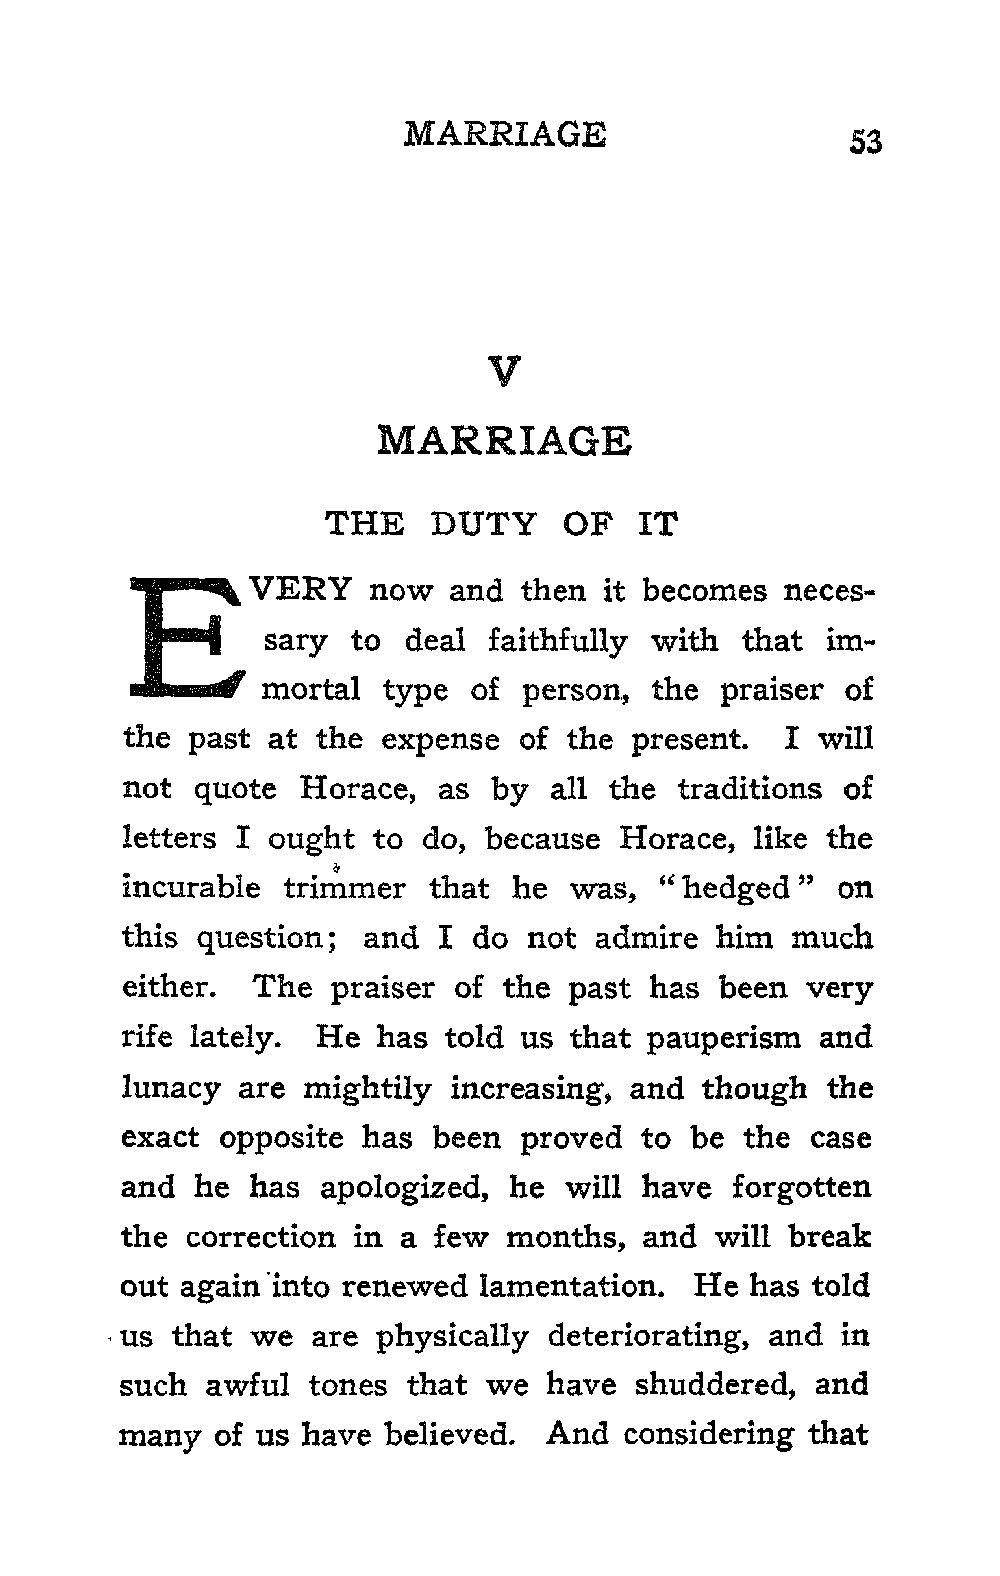 MARRIAGE 53
V
MARRIAGE
THE DUTY OF IT
EVERY now and then it becomes neces-
sary to deal faithfully with that im-
mortal type of person, the praiser of
the past at the expense of the present. I will
not quote Horace, as by all the traditions of
letters I ought to do, because Horace, like the
incurable trimmer that he was, “hedged” on
this question; and I do not admire him much
either. The praiser of the past has been very
rife lately. He has told us that pauperism and
lunacy are mightily increasing, and though the
exact opposite has been proved to be the case
and he has apologized, he will have forgotten
the correction in a few months, and will break
out again into renewed lamentation. He has told
us that we are physically deteriorating, and in
such awful tones that we have shuddered, and
many of us have believed. And considering that